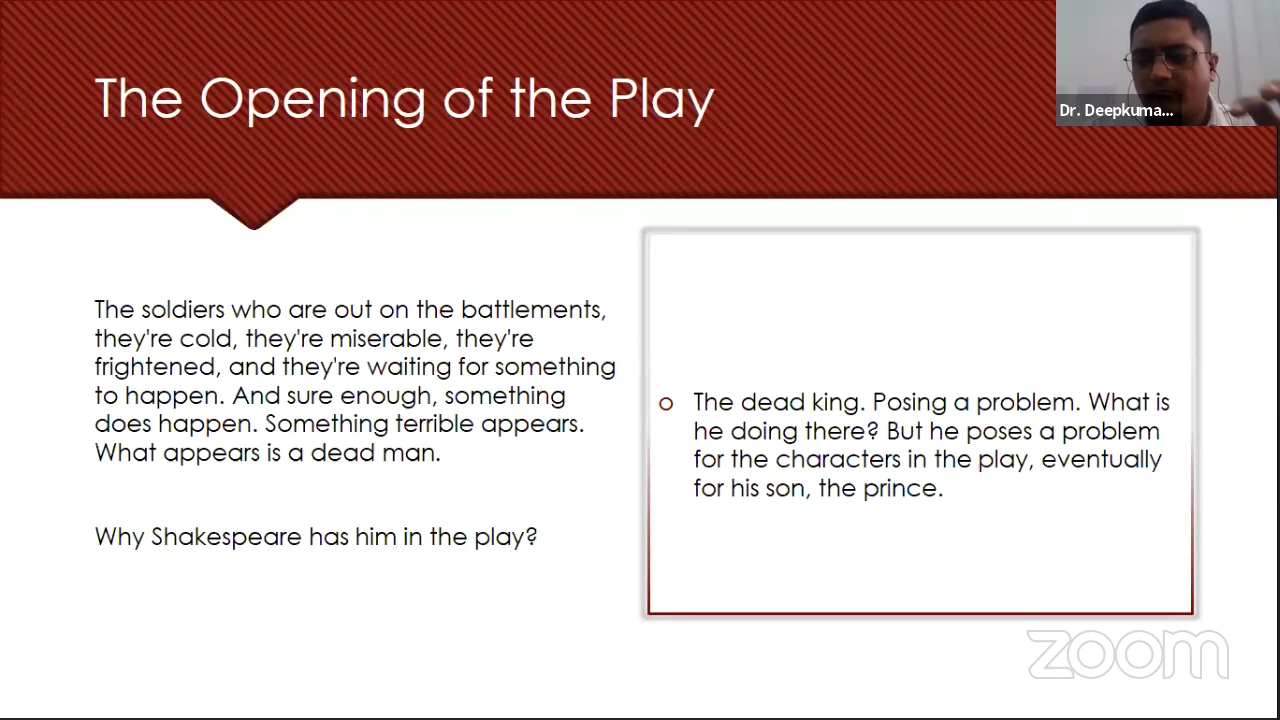 The Opening of the Play
Dr. Deepkuma...
The soldiers who are out on the battlements,
they're cold, they're miserable, they're
frightened, and they're waiting for something
to happen. And sure enough, something
does happen. Something terrible appears.
What appears is a dead man.
Why Shakespeare has him in the play?
The dead king. Posing a problem. What is
he doing there? But he poses a problem
for the characters in the play, eventually
for his son, the prince.
zoom